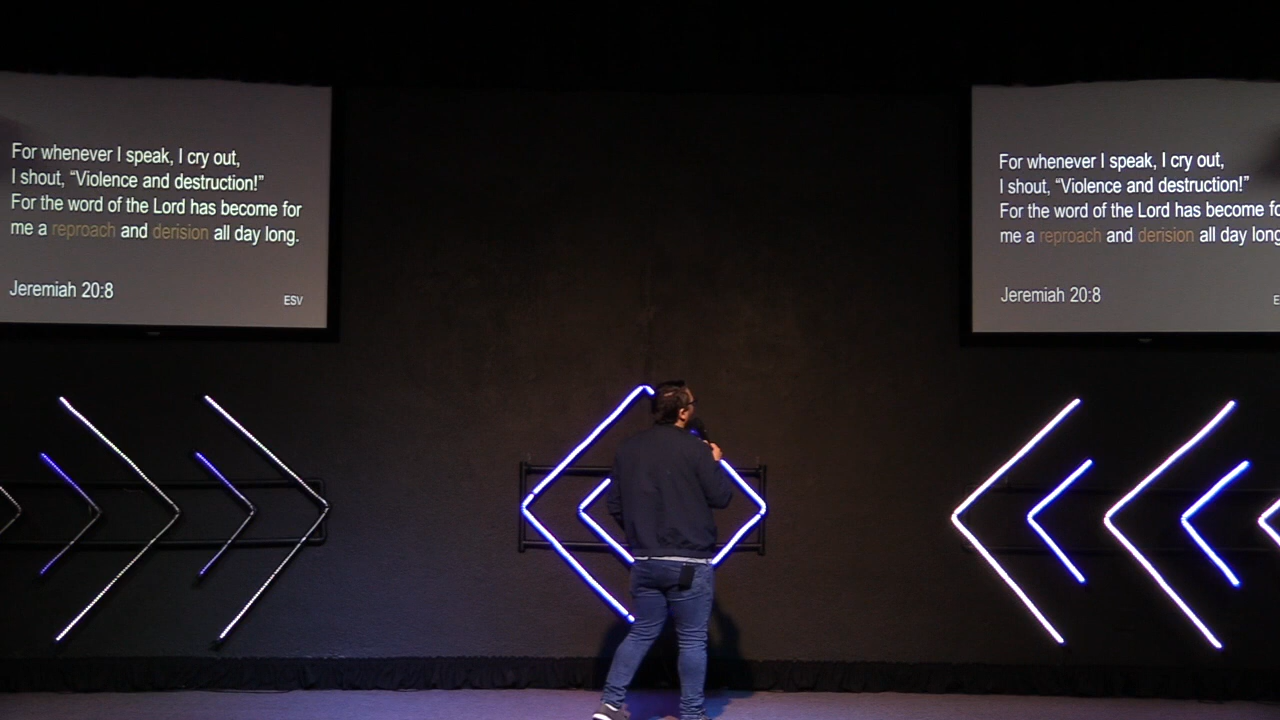 For whenever I speak, I cry out,
I shout, “Violence and destruction!”
For the word of the Lord has become for
me a reproach and derision all day long.
Jeremiah 20:8
ESV
For whenever I speak, I cry out,
I shout, “Violence and destruction!”
For the word of the Lord has become
me a reproach and derision all day long
Jeremiah 20:8